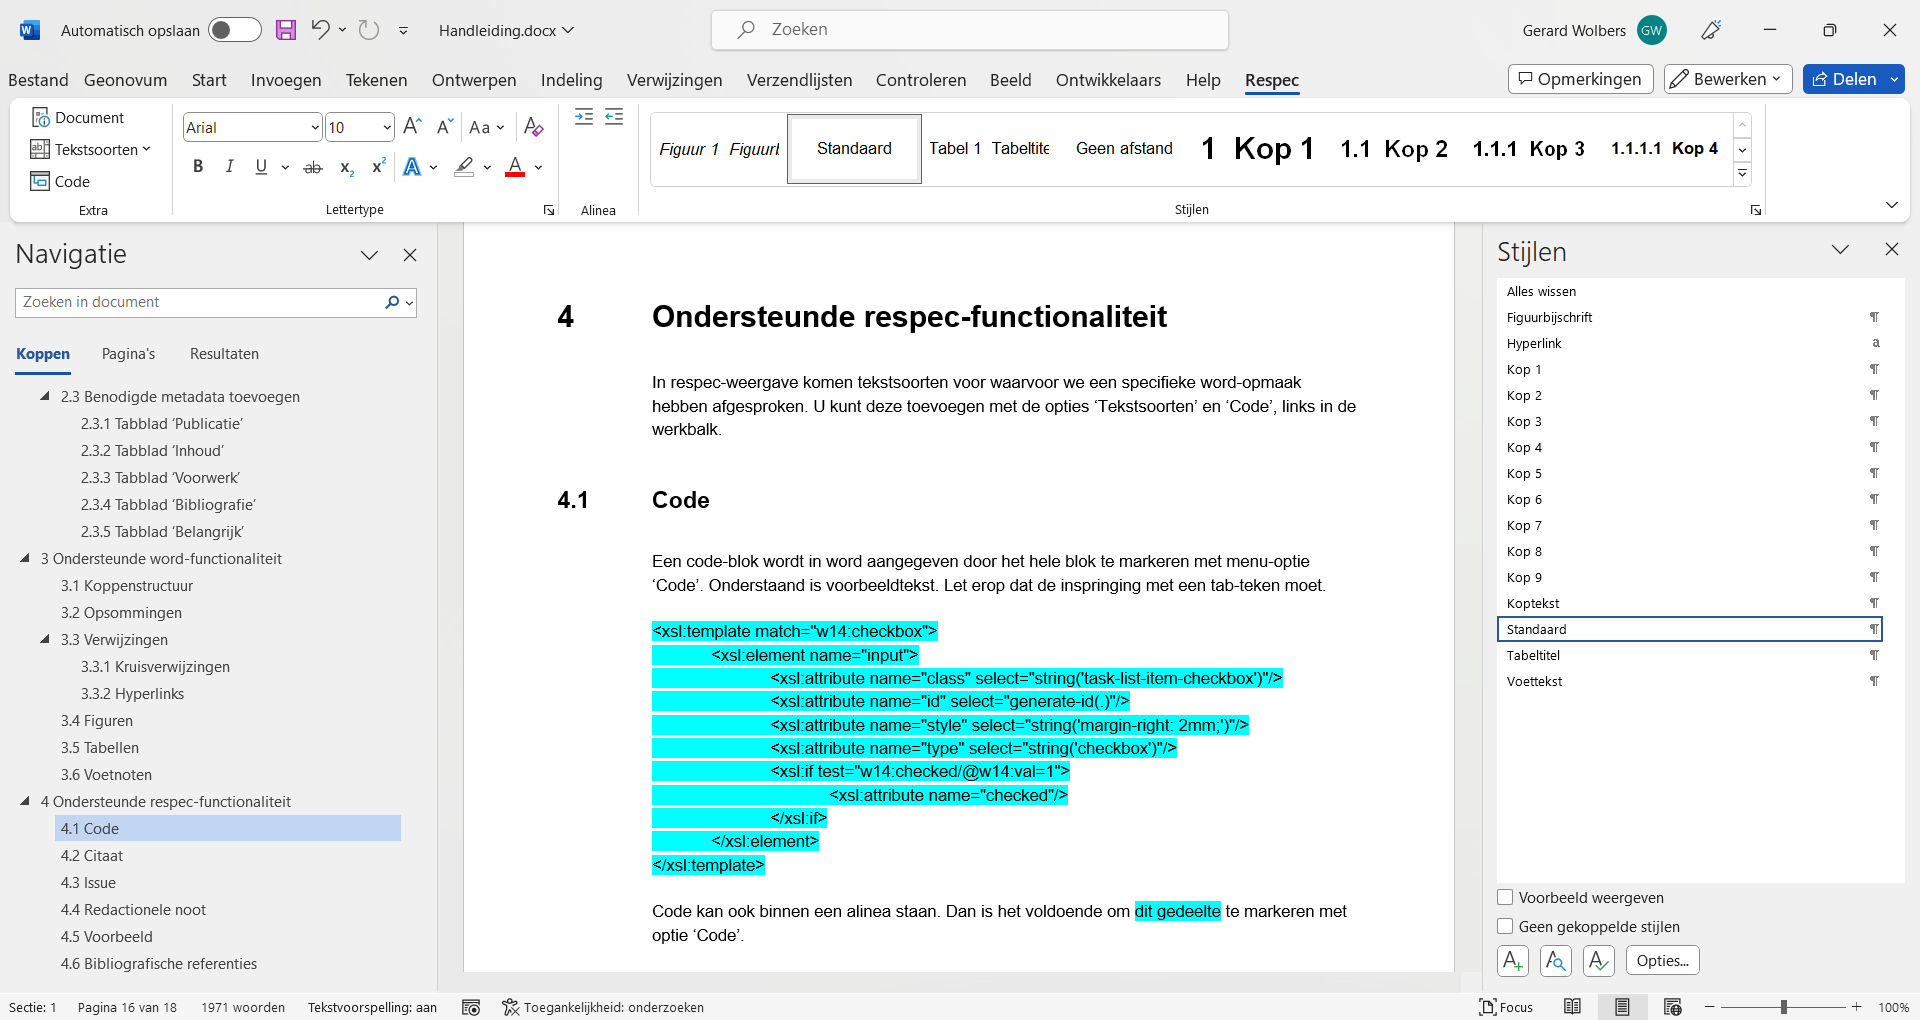 Automatisch opslaan
Handleiding.docx
Zoeken
Gerard Wolbers GW
Bestand Geonovum Start Invoegen Tekenen Ontwerpen Indeling Verwijzingen Verzendlijsten Controleren Beeld Ontwikkelaars Help Respec
Opmerkingen Bewerken Delen
Document
Tekstsoorten
Code
Extra
Arial 10
Lettertype
Alinea
Figuur 1 Figuurb Standaard Tabel 1 Tabeltite Geen afstand 1 Kop 1 1.1 Kop 2 1.1.1 Kop 3 1.1.1.1 Kop 4
Stijlen
Navigatie
Zoeken in document
Koppen Pagina's Resultaten
2.3 Benodigde metadata toevoegen
2.3.1 Tabblad ‘Publicatie’
2.3.2 Tabblad ‘Inhoud’
2.3.3 Tabblad ‘Voorwerk’
2.3.4 Tabblad ‘Bibliografie’
2.3.5 Tabblad ‘Belangrijk’
3 Ondersteunde word-functionaliteit
3.1 Koppenstructuur
3.2 Opsommingen
3.3 Verwijzingen
3.3.1 Kruisverwijzingen
3.3.2 Hyperlinks
3.4 Figuren
3.5 Tabellen
3.6 Voetnoten
4 Ondersteunde respec-functionaliteit
4.1 Code
4.2 Citaat
4.3 Issue
4.4 Redactionele noot
4.5 Voorbeeld
4.6 Bibliografische referenties
4 Ondersteunde respec-functionaliteit
In respec-weergave komen tekstsoorten voor waarvoor we een specifieke word-opmaak
hebben afgesproken. U kunt deze toevoegen met de opties ‘Tekstsoorten’ en ‘Code’, links in de
werkbalk.
4.1 Code
Een code-blok wordt in word aangegeven door het hele blok te markeren met menu-optie
‘Code’. Onderstaand is voorbeeldtekst. Let erop dat de inspringing met een tab-teken moet.
<xsl:template match="w14:checkbox">
<xsl:element name="input">
<xsl:attribute name="class" select="string('task-list-item-checkbox')"/>
<xsl:attribute name="id" select="generate-id(.)"/>
<xsl:attribute name="style" select="string('margin-right: 2mm;')"/>
<xsl:attribute name="type" select="string('checkbox')"/>
<xsl:if test="w14:checked/@w14:val=1">
<xsl:attribute name="checked"/>
</xsl:if>
</xsl:element>
</xsl:template>
Code kan ook binnen een alinea staan. Dan is het voldoende om dit gedeelte te markeren met
optie ‘Code’.
Stijlen
Alles wissen
Figuurbijschrift ¶
Hyperlink a
Kop 1 ¶
Kop 2 ¶
Kop 3 ¶
Kop 4 ¶
Kop 5 ¶
Kop 6 ¶
Kop 7 ¶
Kop 8 ¶
Kop 9 ¶
Koptekst ¶
Standaard ¶
Tabeltitel ¶
Voettekst ¶
Voorbeeld weergeven
Geen gekoppelde stijlen
Opties...
Sectie: 1 Pagina 16 van 18 1971 woorden Tekstvoorspelling: aan Toegankelijkheid: onderzoeken Focus 100%